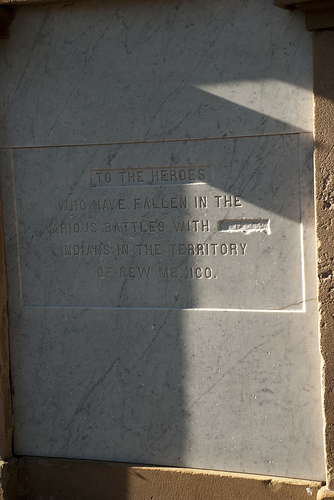 TO THE HEROES
WHO HAVE FALLEN IN THE
VARIOUS BATTLES WITH
INDIANS IN THE TERRITORY
OF NEW MEXICO.